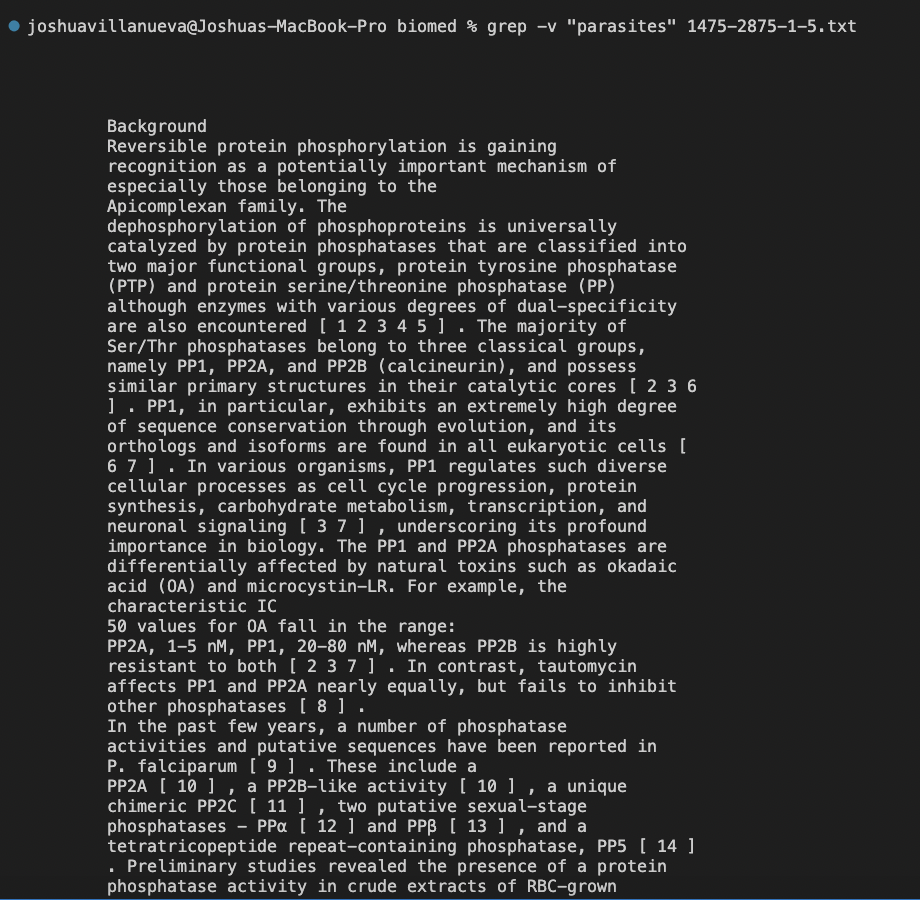 joshuavillanueva@Joshuas-MacBook-Pro biomed % grep -v "parasites" 1475-2875-1-5.txt
Background
Reversible protein phosphorylation is gaining
recognition as a potentially important mechanism of
especially those belonging to the
Apicomplexan family. The
dephosphorylation of phosphoproteins is universally
catalyzed by protein phosphatases that are classified into
two major functional groups, protein tyrosine phosphatase
(PTP) and protein serine/threonine phosphatase (PP)
although enzymes with various degrees of dual-specificity
are also encountered [ 1 2 3 4 5 ] . The majority of
Ser/Thr phosphatases belong to three classical groups,
namely PP1, PP2A, and PP2B (calcineurin), and possess
similar primary structures in their catalytic cores [ 2 3 6
] . PP1, in particular, exhibits an extremely high degree
of sequence conservation through evolution, and its
orthologs and isoforms are found in all eukaryotic cells [
6 7 ] . In various organisms, PP1 regulates such diverse
cellular processes as cell cycle progression, protein
synthesis, carbohydrate metabolism, transcription, and
neuronal signaling [ 3 7 ] , underscoring its profound
importance in biology. The PP1 and PP2A phosphatases are
differentially affected by natural toxins such as okadaic
acid (OA) and microcystin-LR. For example, the
characteristic IC
50 values for OA fall in the range:
PP2A, 1-5 nM, PP1, 20-80 nM, whereas PP2B is highly
resistant to both [ 2 3 7 ] . In contrast, tautomycin
affects PP1 and PP2A nearly equally, but fails to inhibit
other phosphatases [ 8 ] .
In the past few years, a number of phosphatase
activities and putative sequences have been reported in
P. falciparum [ 9 ] . These include a
PP2A [ 10 ] , a PP2B-like activity [ 10 ] , a unique
chimeric PP2C [ 11 ] , two putative sexual-stage
phosphatases - PPα [ 12 ] and PPβ [ 13 ] , and a
tetratricopeptide repeat-containing phosphatase, PP5 [ 14 ]
. Preliminary studies revealed the presence of a protein
phosphatase activity in crude extracts of RBC-grown